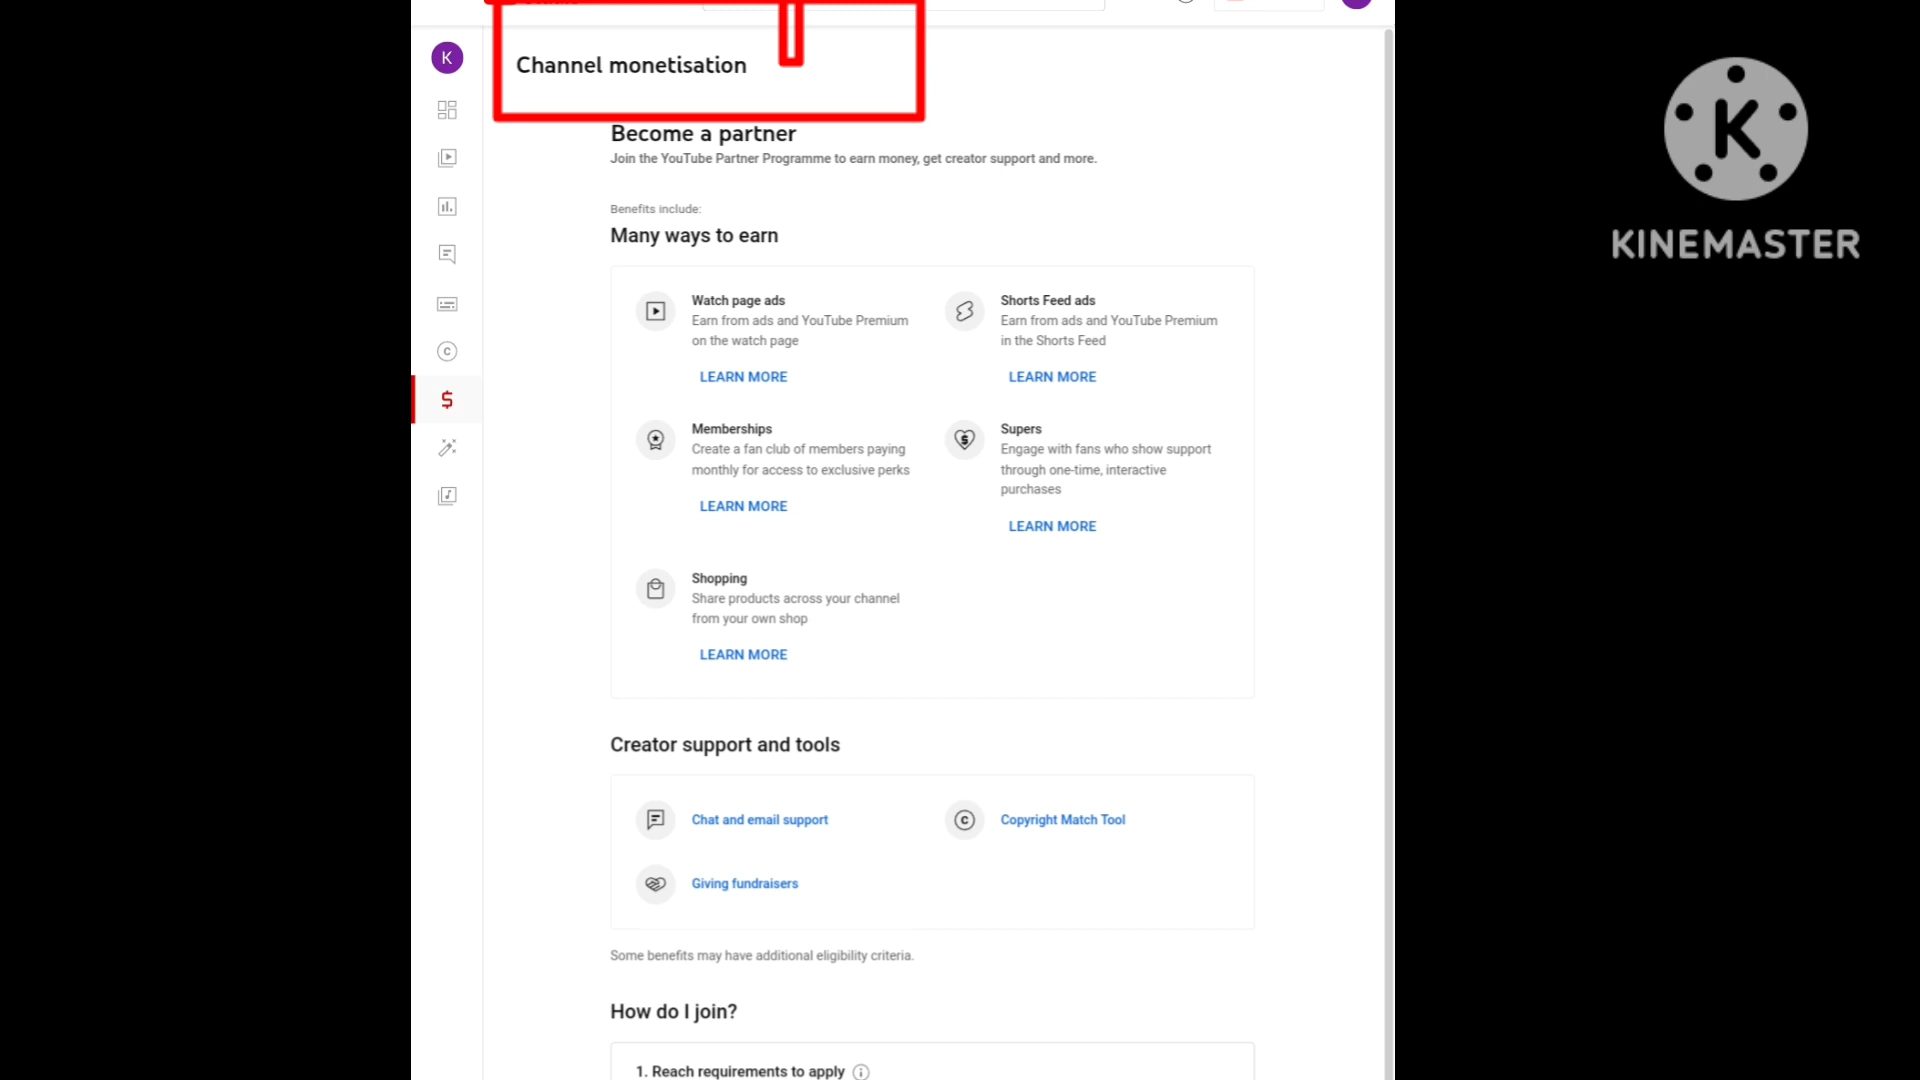 K
Channel monetisation
Become a partner
Join the YouTube Partner Programme to earn money, get creator support and more.
Benefits include:
Many ways to earn
Watch page ads
Earn from ads and YouTube Premium
on the watch page
LEARN MORE
Shorts Feed ads
Earn from ads and YouTube Premium
in the Shorts Feed
LEARN MORE
Memberships
Create a fan club of members paying
monthly for access to exclusive perks
LEARN MORE
Supers
Engage with fans who show support
through one-time, interactive
purchases
LEARN MORE
Shopping
Share products across your channel
from your own shop
LEARN MORE
Creator support and tools
Chat and email support
Copyright Match Tool
Giving fundraisers
Some benefits may have additional eligibility criteria.
How do I join?
1. Reach requirements to apply
K
KINEMASTER